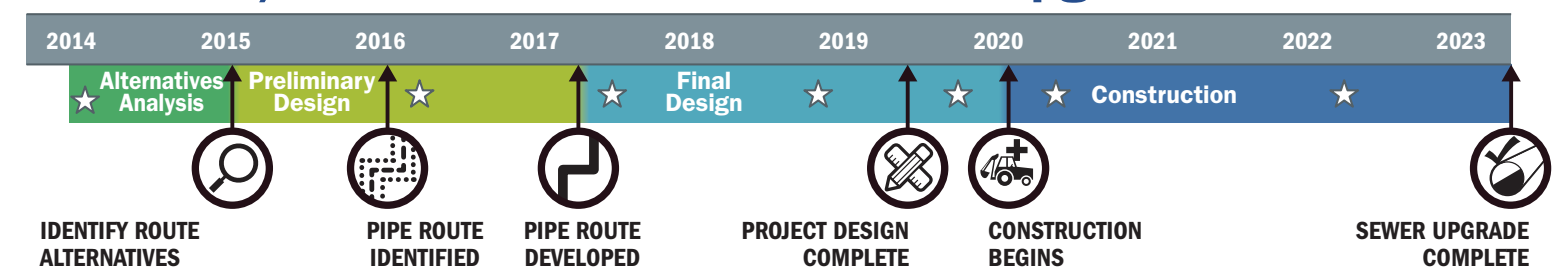 2014 2015 2016 2017 2018 2019 2020 2021 2022 2023
Alternatives
Analysis
Preliminary
Design
Final
Design
Construction
IDENTIFY ROUTE
ALTERNATIVES
PIPE ROUTE
IDENTIFIED
PIPE ROUTE
DEVELOPED
PROJECT DESIGN
COMPLETE
CONSTRUCTION
BEGINS
SEWER UPGRADE
COMPLETE